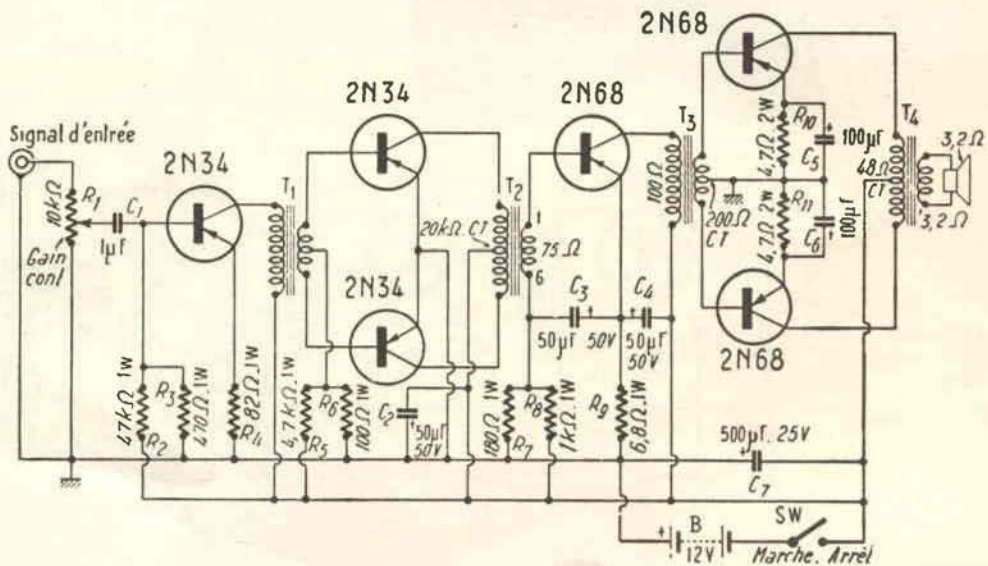 Signal d'entrée
R1
10kΩ
Gain
cont
C1
1µF
2N34
47kΩ 1W
R2
R3
470Ω.1W
82Ω.1W
R4
T1
2N34
2N34
4,7kΩ 1W
R5
R6
100Ω 1W
C2
50µF
50V
20kΩ CT
T2
1
75Ω
6
2N68
C3
50µF
50V
C4
50µF
50V
180Ω 1W
R7
R8
1kΩ 1W
R9
6,8Ω.1W
T3
100Ω
200Ω
CT
2N68
R10
4,7Ω 2W
100µF
C5
R11
4,7Ω 2W
100µF
C6
2N68
T4
48Ω
CT
3,2Ω
3,2Ω
500µF.25V
C7
B
12V
SW
Marche. Arrêt